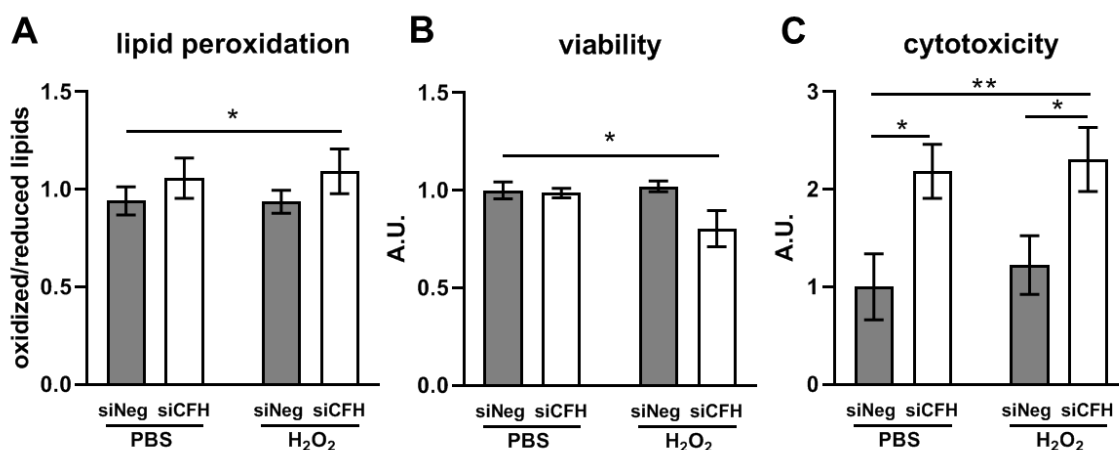 A lipid peroxidation
oxidized/reduced lipids
1.5
1.0
0.5
0.0
*
siNeg siCFH siNeg siCFH
PBS H₂O₂
B viability
A.U.
1.5
1.0
0.5
0.0
*
siNeg siCFH siNeg siCFH
PBS H₂O₂
C cytotoxicity
A.U.
3
2
1
0
**
* *
siNeg siCFH siNeg siCFH
PBS H₂O₂